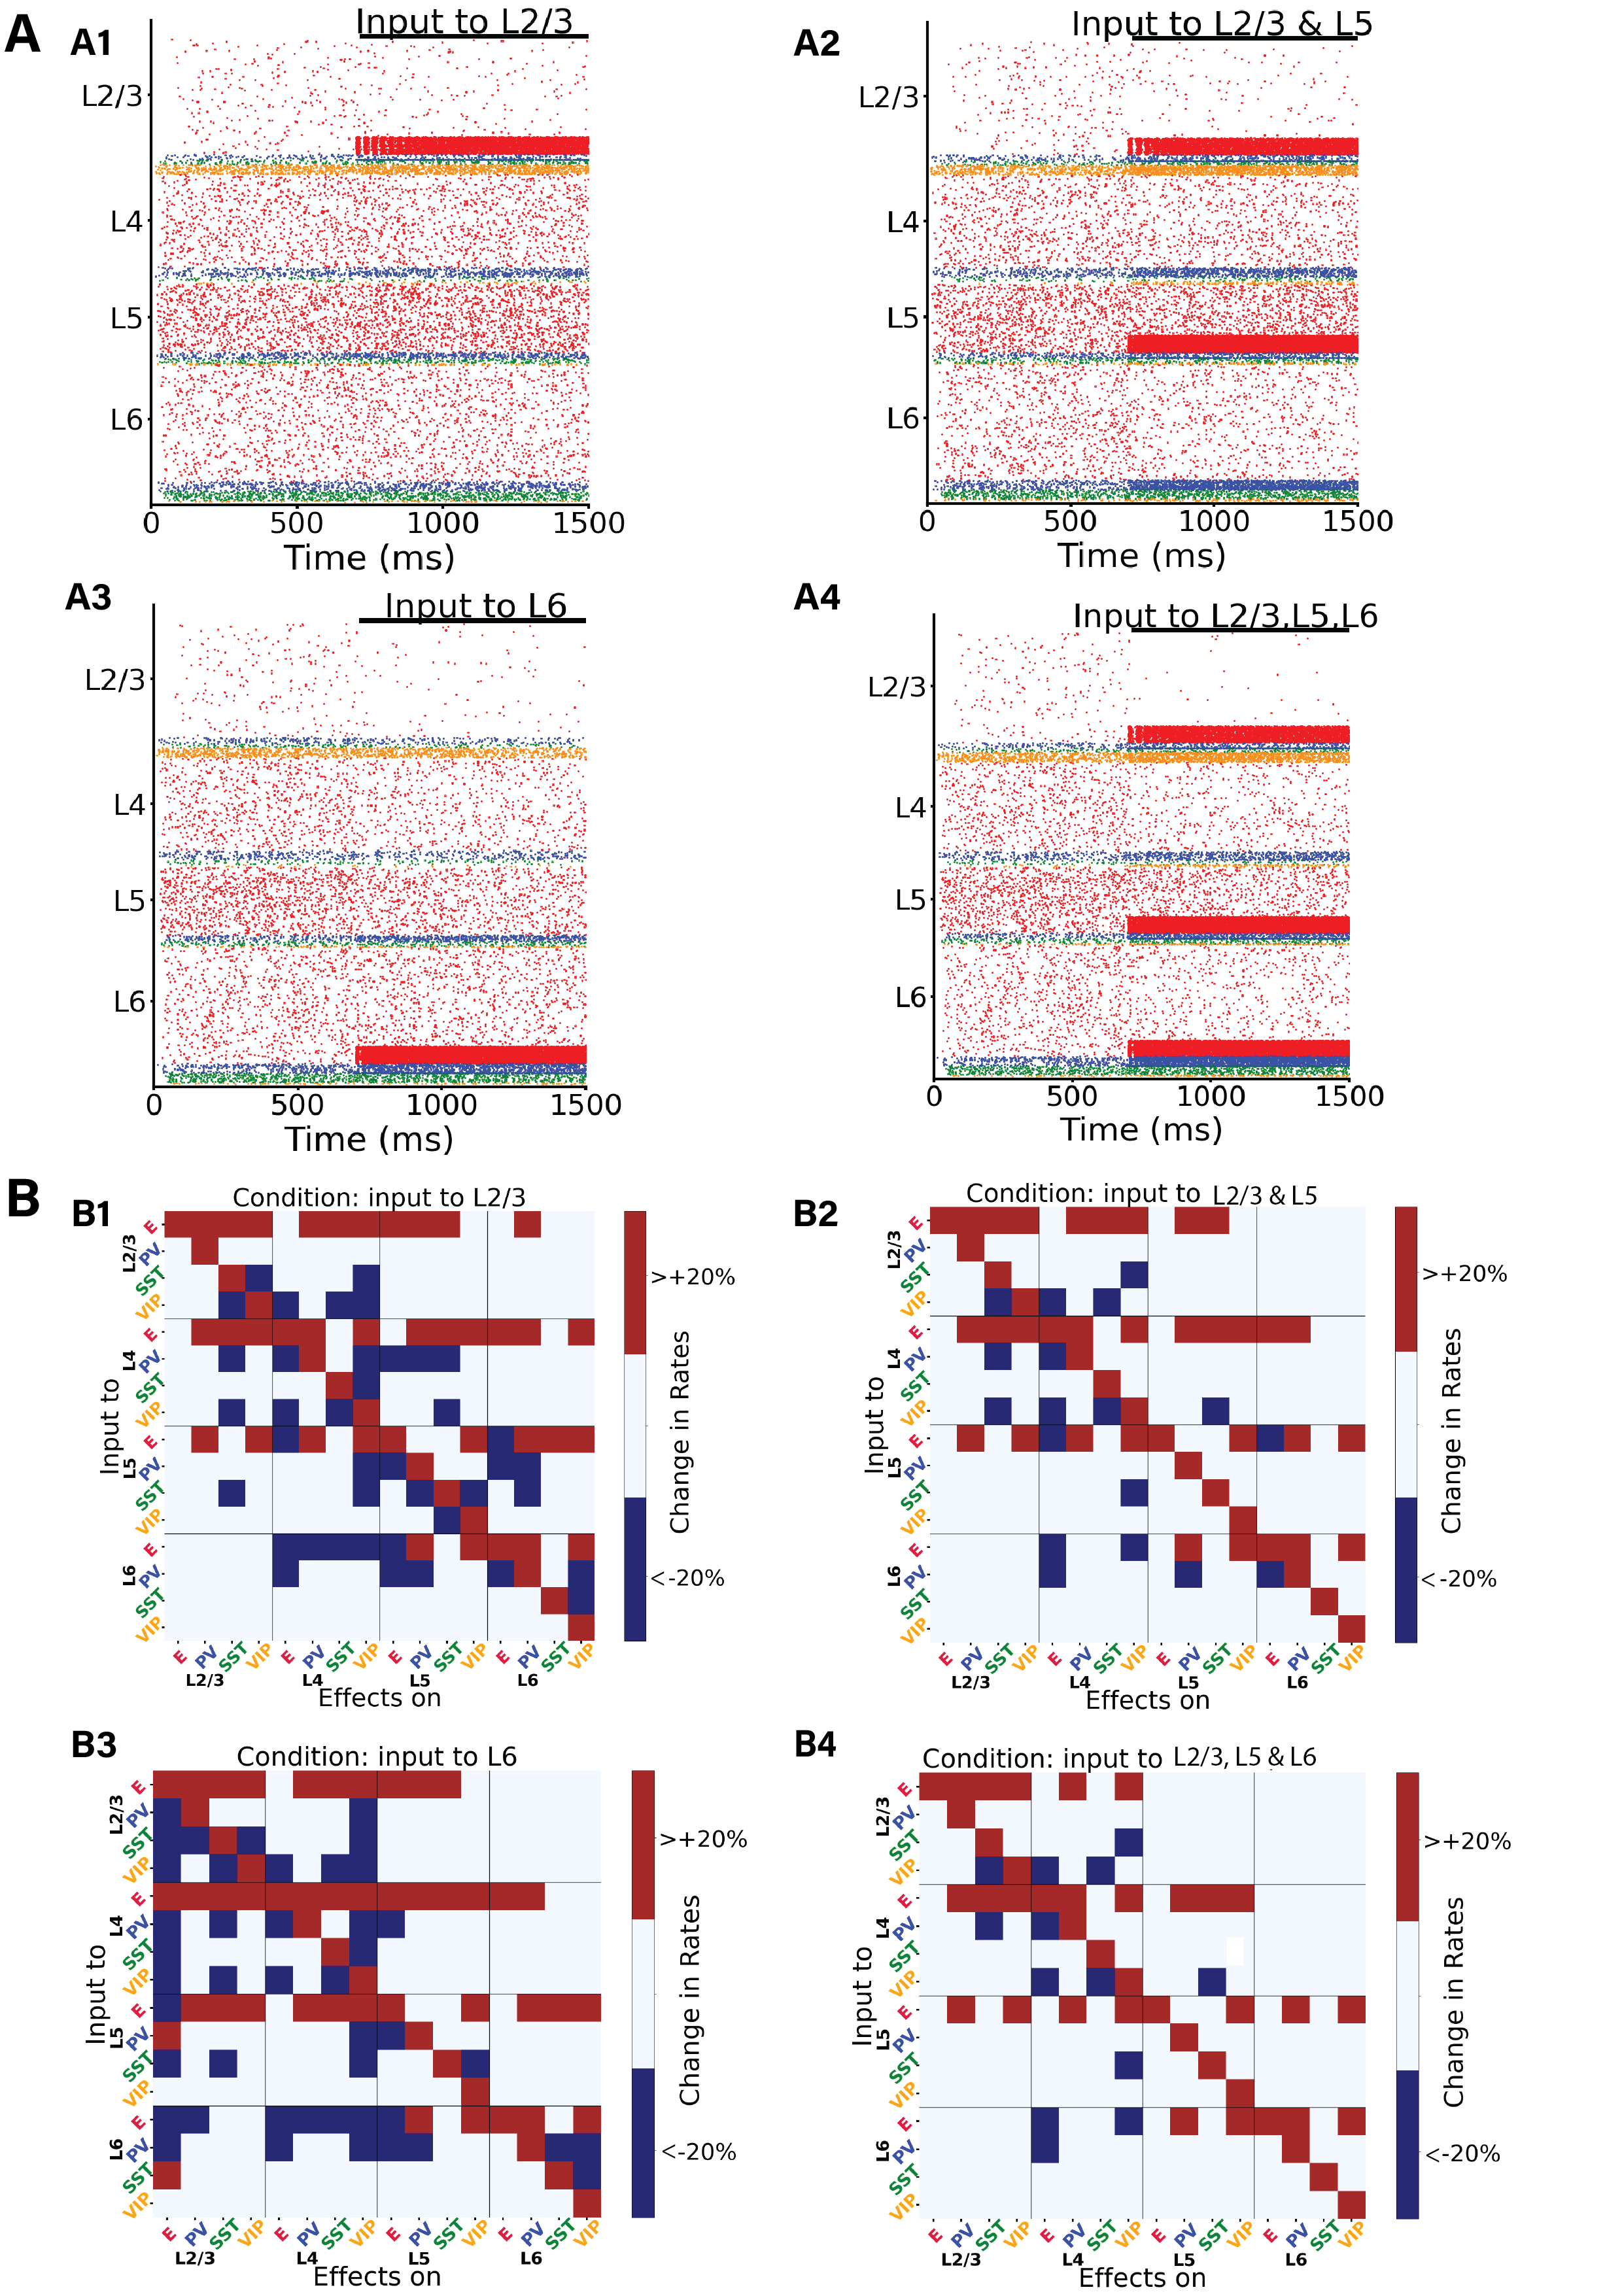 A
A1
Input to L2/3
L2/3
L4
L5
L6
0 500 1000 1500
Time (ms)
A2
Input to L2/3 & L5
L2/3
L4
L5
L6
0 500 1000 1500
Time (ms)
A3
Input to L6
L2/3
L4
L5
L6
0 500 1000 1500
Time (ms)
A4
Input to L2/3,L5,L6
L2/3
L4
L5
L6
0 500 1000 1500
Time (ms)
B
B1
Condition: input to L2/3
Input to
L2/3
E
PV
SST
VIP
L4
E
PV
SST
VIP
L5
E
PV
SST
VIP
L6
E
PV
SST
VIP
E PV SST VIP E PV SST VIP E PV SST VIP E PV SST VIP
L2/3 L4 L5 L6
Effects on
>+20%
Change in Rates
<-20%
B2
Condition: input to L2/3 & L5
Input to
L2/3
E
PV
SST
VIP
L4
E
PV
SST
VIP
L5
E
PV
SST
VIP
L6
E
PV
SST
VIP
E PV SST VIP E PV SST VIP E PV SST VIP E PV SST VIP
L2/3 L4 L5 L6
Effects on
>+20%
Change in Rates
<-20%
B3
Condition: input to L6
Input to
L2/3
E
PV
SST
VIP
L4
E
PV
SST
VIP
L5
E
PV
SST
VIP
L6
E
PV
SST
VIP
E PV SST VIP E PV SST VIP E PV SST VIP E PV SST VIP
L2/3 L4 L5 L6
Effects on
>+20%
Change in Rates
<-20%
B4
Condition: input to L2/3, L5 & L6
Input to
L2/3
E
PV
SST
VIP
L4
E
PV
SST
VIP
L5
E
PV
SST
VIP
L6
E
PV
SST
VIP
E PV SST VIP E PV SST VIP E PV SST VIP E PV SST VIP
L2/3 L4 L5 L6
Effects on
>+20%
Change in Rates
<-20%